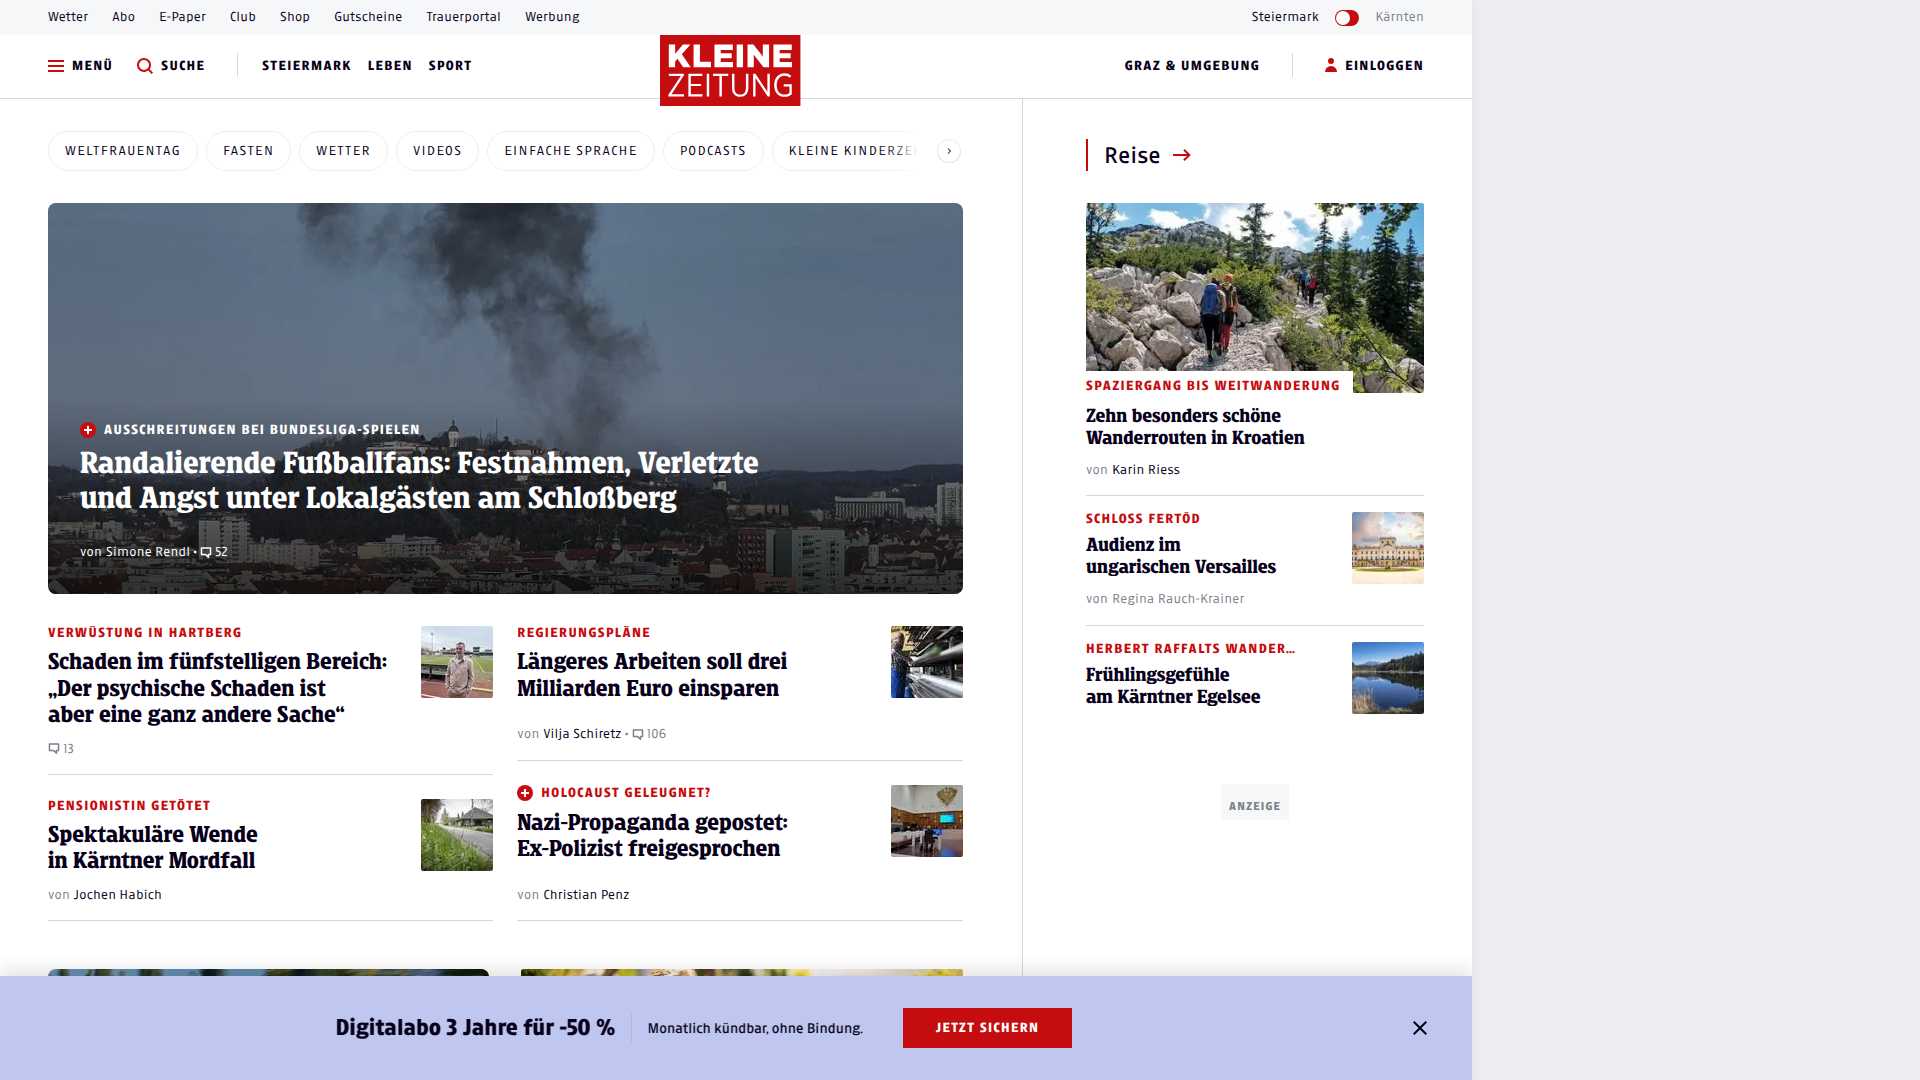 Wetter Abo E-Paper Club Shop Gutscheine Trauerportal Werbung Steiermark Kärnten
MENÜ SUCHE STEIERMARK LEBEN SPORT KLEINE ZEITUNG GRAZ & UMGEBUNG EINLOGGEN
WELTFRAUENTAG FASTEN WETTER VIDEOS EINFACHE SPRACHE PODCASTS KLEINE KINDERZEI
AUSSCHREITUNGEN BEI BUNDESLIGA-SPIELEN
Randalierende Fußballfans: Festnahmen, Verletzte
und Angst unter Lokalgästen am Schloßberg
von Simone Rendl • 52
VERWÜSTUNG IN HARTBERG
Schaden im fünfstelligen Bereich:
„Der psychische Schaden ist
aber eine ganz andere Sache“
13
PENSIONISTIN GETÖTET
Spektakuläre Wende
in Kärntner Mordfall
von Jochen Habich
REGIERUNGSPLÄNE
Längeres Arbeiten soll drei
Milliarden Euro einsparen
von Vilja Schiretz • 106
HOLOCAUST GELEUGNET?
Nazi-Propaganda gepostet:
Ex-Polizist freigesprochen
von Christian Penz
Reise
SPAZIERGANG BIS WEITWANDERUNG
Zehn besonders schöne
Wanderrouten in Kroatien
von Karin Riess
SCHLOSS FERTÖD
Audienz im
ungarischen Versailles
von Regina Rauch-Krainer
HERBERT RAFFALTS WANDER...
Frühlingsgefühle
am Kärntner Egelsee
ANZEIGE
Digitalabo 3 Jahre für -50 % Monatlich kündbar, ohne Bindung. JETZT SICHERN